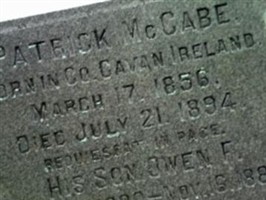 PATRICK McCABE.
BORN IN CO. CAVAN, IRELAND
MARCH 17, 1856.
DIED JULY 21, 1894.
REQUIESENT IN PACE.
HIS SON OWEN F.